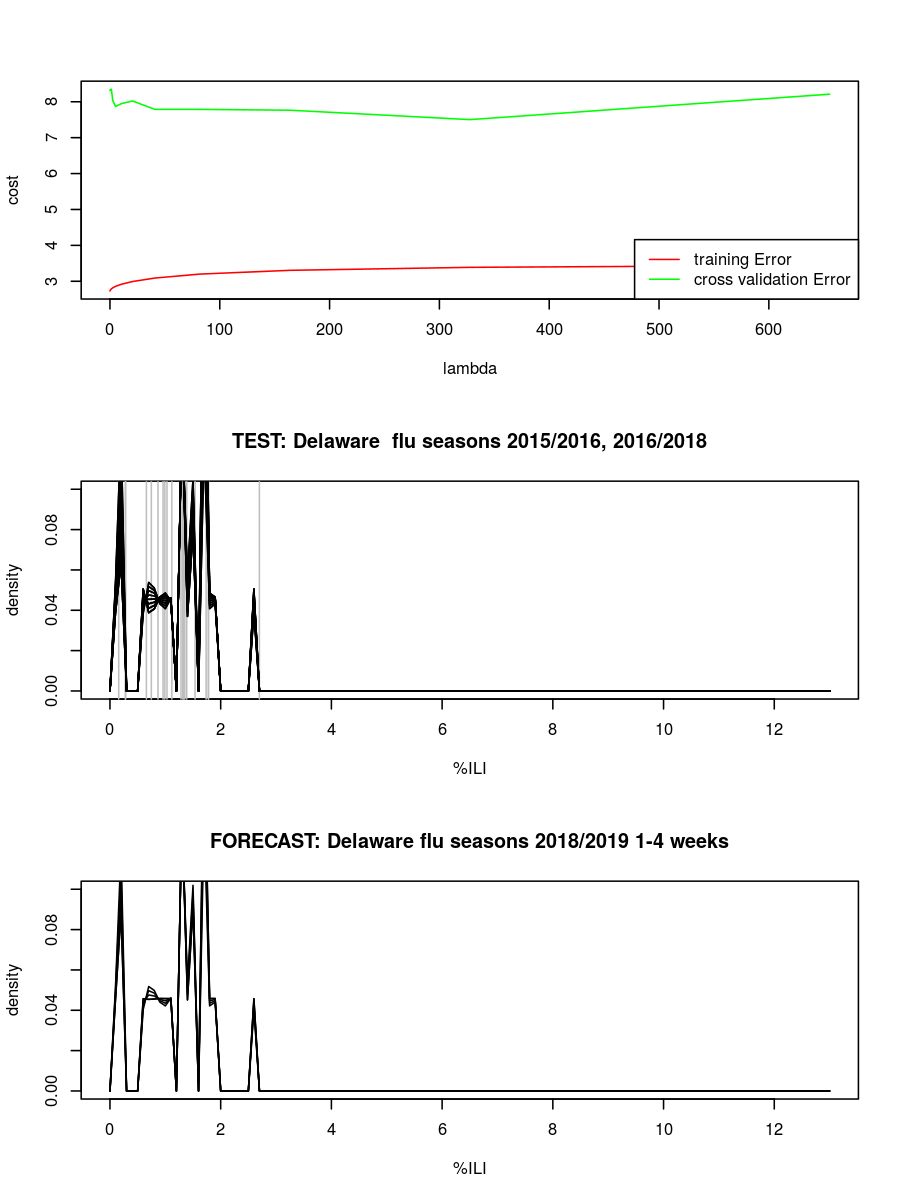 cost
3 4 5 6 7 8
0 100 200 300 400 500 600
lambda
training Error
cross validation Error
TEST: Delaware  flu seasons 2015/2016, 2016/2018
density
0.00 0.04 0.08
0 2 4 6 8 10 12
%ILI
FORECAST: Delaware flu seasons 2018/2019 1-4 weeks
density
0.00 0.04 0.08
0 2 4 6 8 10 12
%ILI